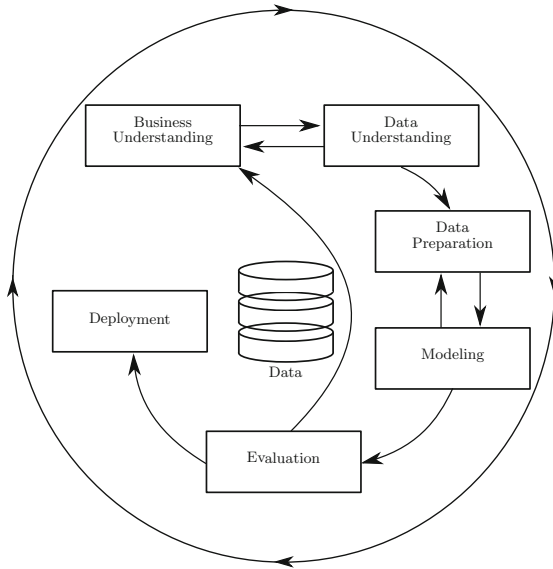 Business
Understanding
Data
Understanding
Data
Preparation
Deployment
Data
Modeling
Evaluation